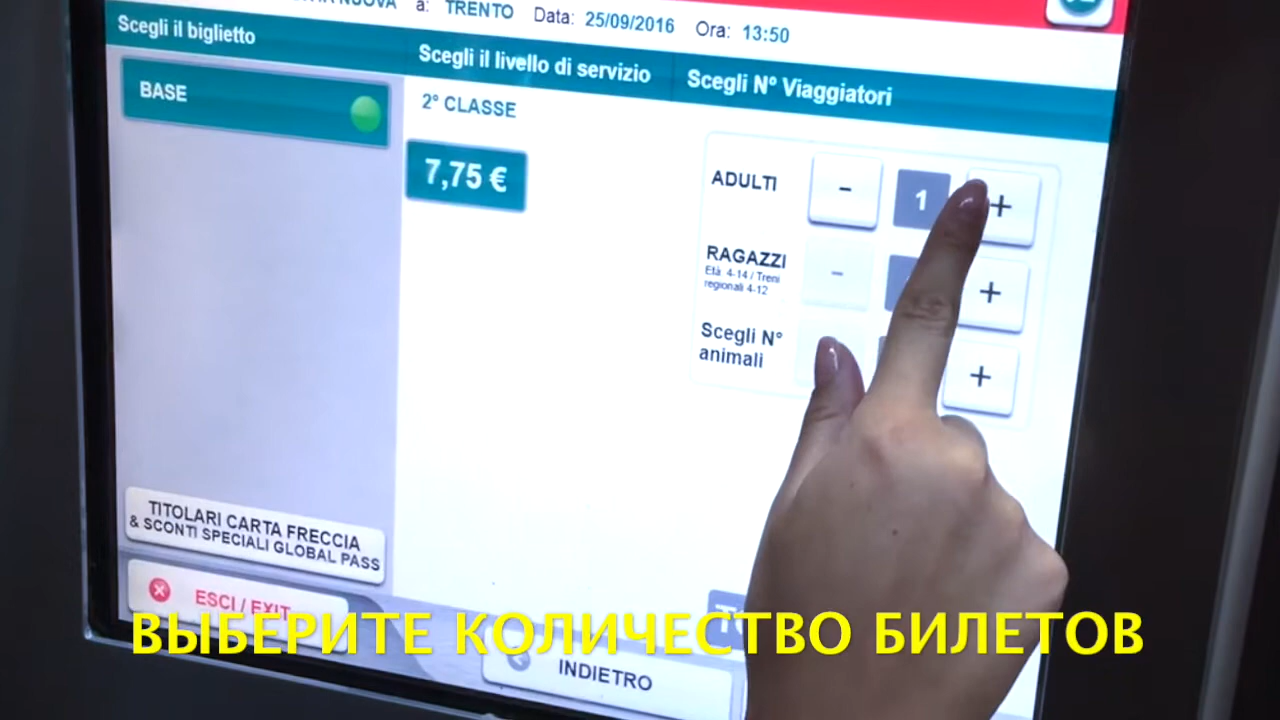 NUOVA a: TRENTO Data: 25/09/2016 Ora: 13:50
Scegli il biglietto
Scegli il livello di servizio
Scegli N° Viaggiatori
BASE
2° CLASSE
7,75 €
ADULTI - 1 +
RAGAZZI - +
Età 4-14 / Treni
regionali 4-12
Scegli N°
animali +
TITOLARI CARTA FRECCIA
& SCONTI SPECIALI GLOBAL PASS
ESCI / EXIT
ВЫБЕРИТЕ КОЛИЧЕСТВО БИЛЕТОВ
INDIETRO